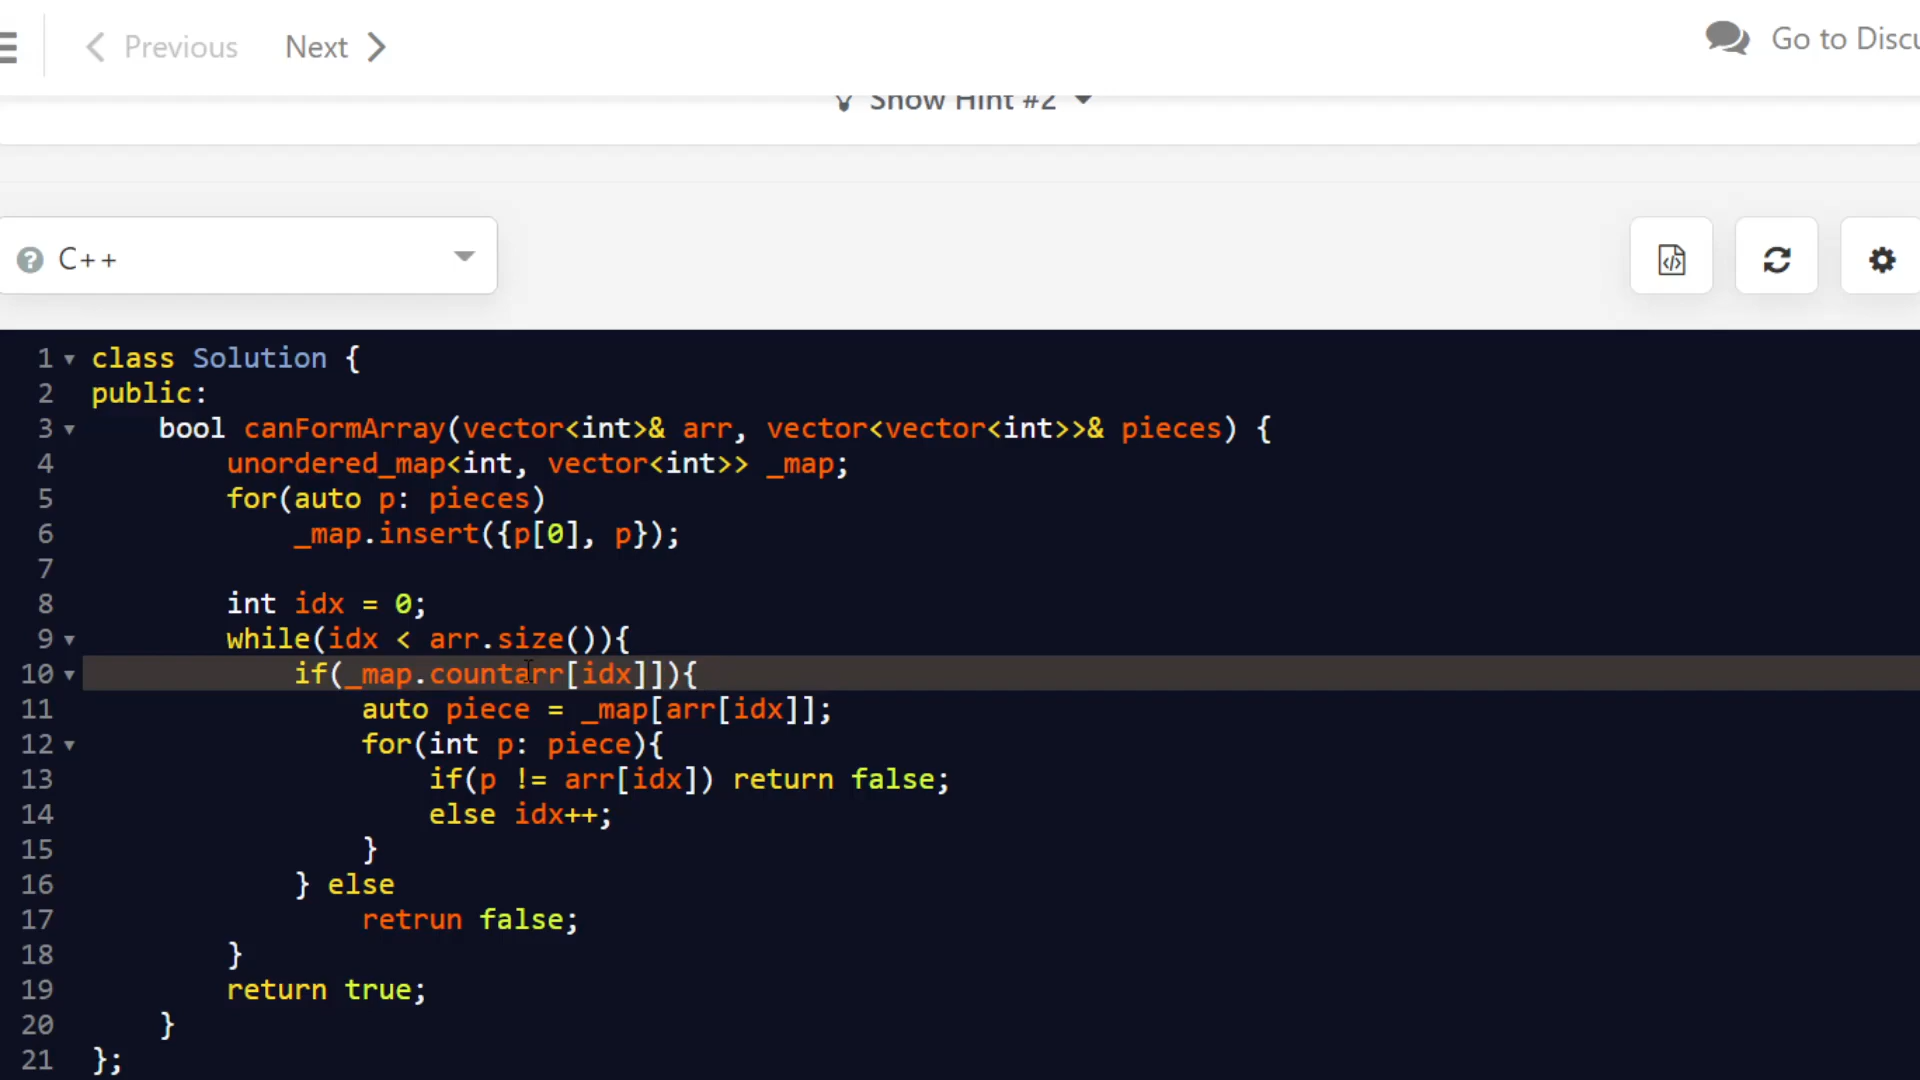 Previous Next Go to Discu
Show Hint #2
C++
1 class Solution {
2 public:
3 bool canFormArray(vector<int>& arr, vector<vector<int>>& pieces) {
4 unordered_map<int, vector<int>> _map;
5 for(auto p: pieces)
6 _map.insert({p[0], p});
7
8 int idx = 0;
9 while(idx < arr.size()){
10 if(_map.countarr[idx]]){
11 auto piece = _map[arr[idx]];
12 for(int p: piece){
13 if(p != arr[idx]) return false;
14 else idx++;
15 }
16 } else
17 retrun false;
18 }
19 return true;
20 }
21 };